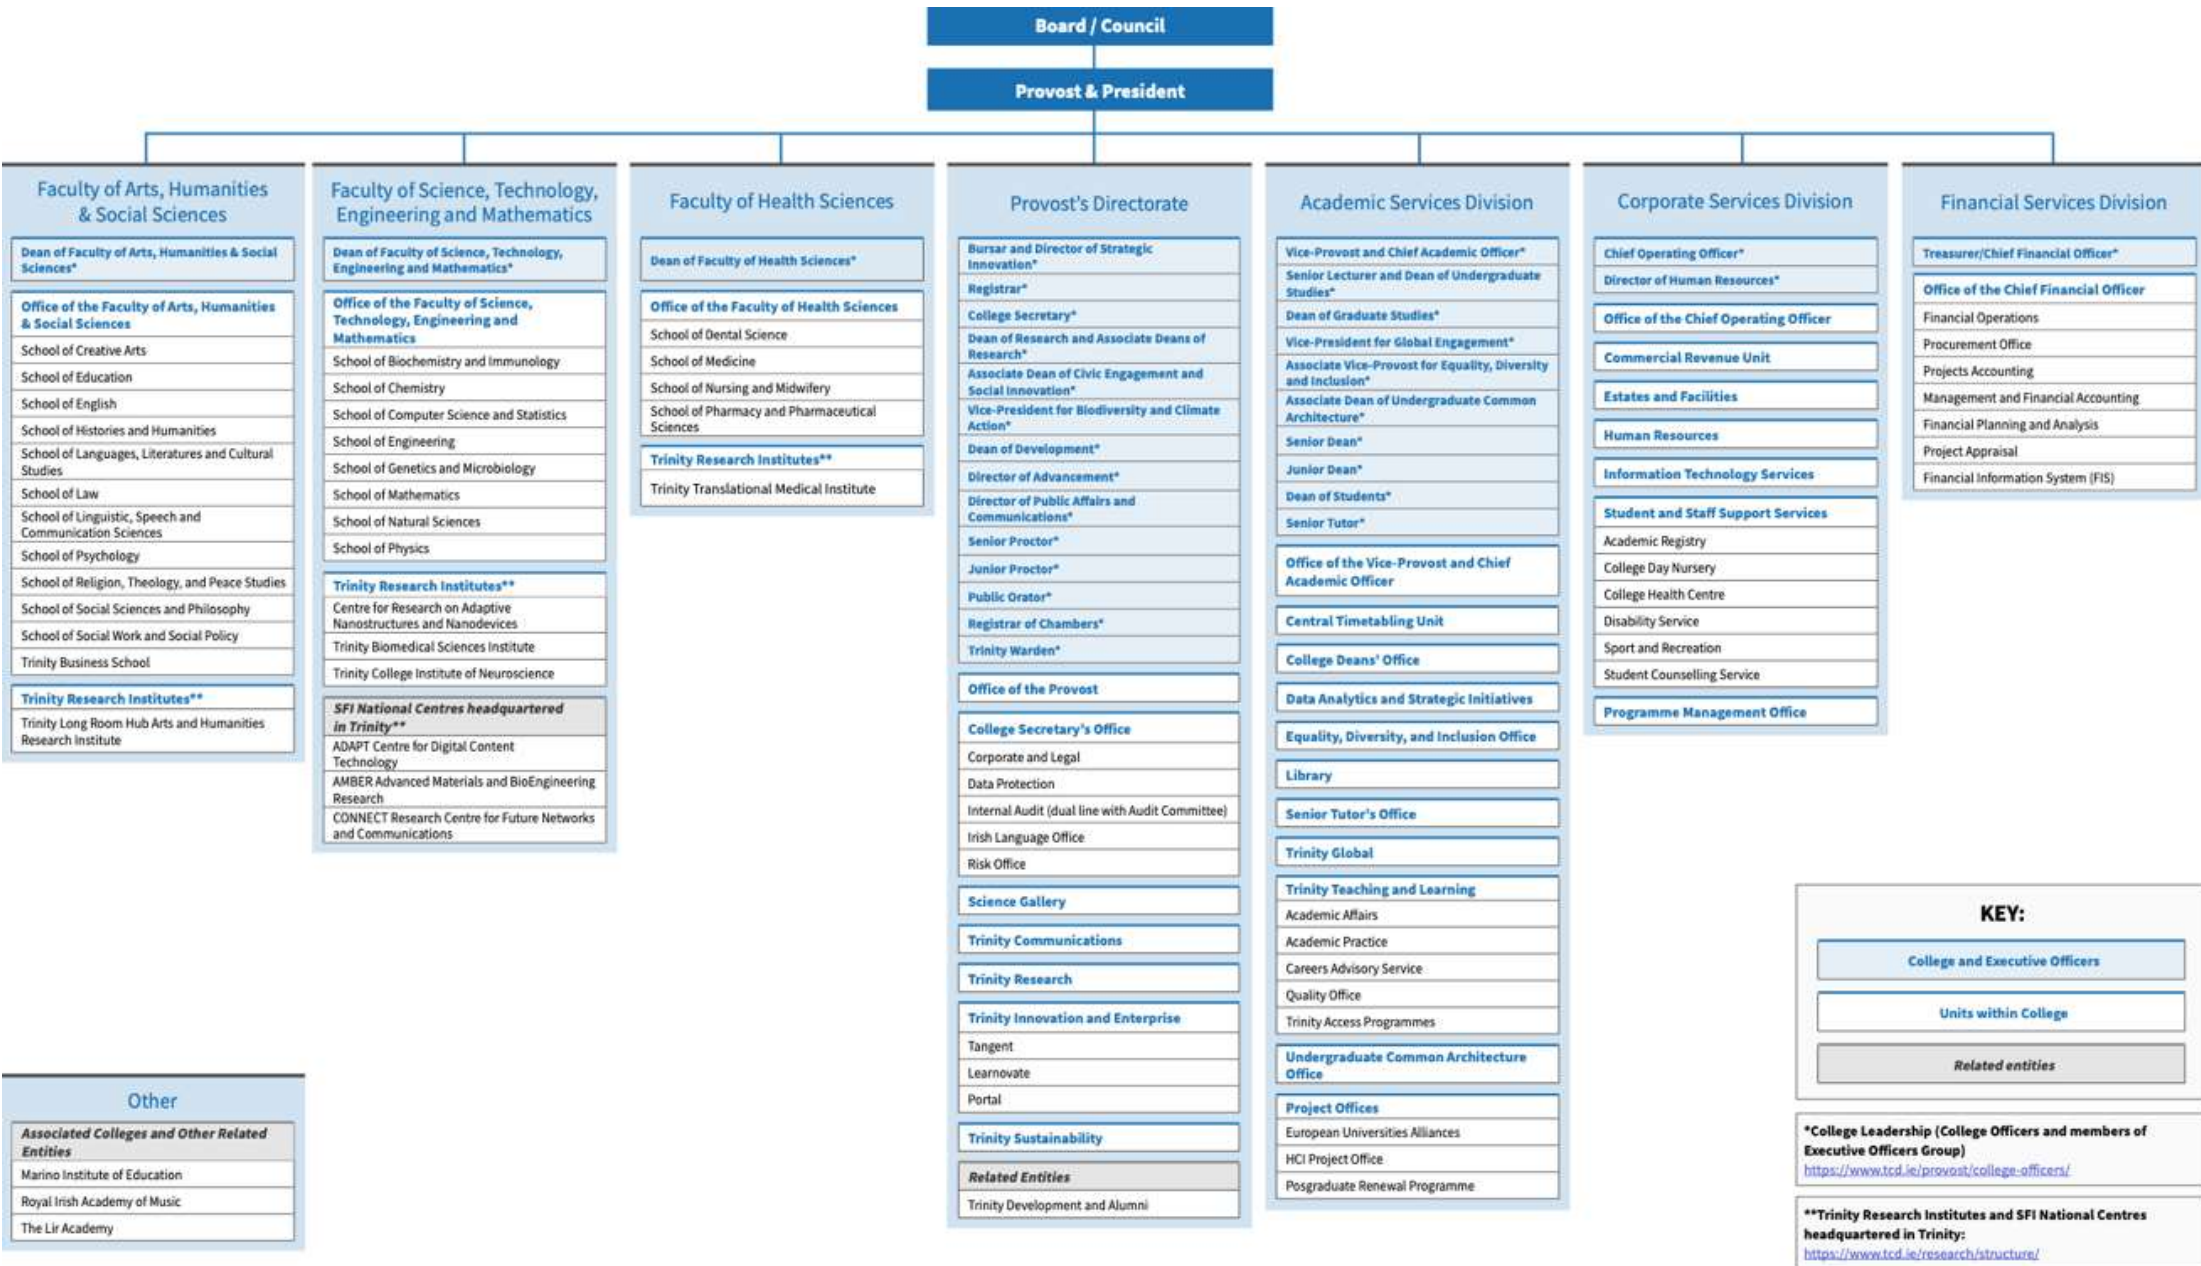 Board / Council
Provost & President
Faculty of Arts, Humanities
& Social Sciences
Dean of Faculty of Arts, Humanities & Social
Sciences*
Office of the Faculty of Arts, Humanities
& Social Sciences
School of Creative Arts
School of Education
School of English
School of Histories and Humanities
School of Languages, Literatures and Cultural
Studies
School of Law
School of Linguistic, Speech and
Communication Sciences
School of Psychology
School of Religion, Theology, and Peace Studies
School of Social Sciences and Philosophy
School of Social Work and Social Policy
Trinity Business School
Trinity Research Institutes**
Trinity Long Room Hub Arts and Humanities
Research Institute
Faculty of Science, Technology,
Engineering and Mathematics
Dean of Faculty of Science, Technology,
Engineering and Mathematics*
Office of the Faculty of Science,
Technology, Engineering and
Mathematics
School of Biochemistry and Immunology
School of Chemistry
School of Computer Science and Statistics
School of Engineering
School of Genetics and Microbiology
School of Mathematics
School of Natural Sciences
School of Physics
Trinity Research Institutes**
Centre for Research on Adaptive
Nanostructures and Nanodevices
Trinity Biomedical Sciences Institute
Trinity College Institute of Neuroscience
SFI National Centres headquartered
in Trinity**
ADAPT Centre for Digital Content
Technology
AMBER Advanced Materials and BioEngineering
Research
CONNECT Research Centre for Future Networks
and Communications
Faculty of Health Sciences
Dean of Faculty of Health Sciences*
Office of the Faculty of Health Sciences
School of Dental Science
School of Medicine
School of Nursing and Midwifery
School of Pharmacy and Pharmaceutical
Sciences
Trinity Research Institutes**
Trinity Translational Medical Institute
Provost's Directorate
Bursar and Director of Strategic
Innovation*
Registrar*
College Secretary*
Dean of Research and Associate Deans of
Research*
Associate Dean of Civic Engagement and
Social Innovation*
Vice-President for Biodiversity and Climate
Action*
Dean of Development*
Director of Advancement*
Director of Public Affairs and
Communications*
Senior Proctor*
Junior Proctor*
Public Orator*
Registrar of Chambers*
Trinity Warden*
Office of the Provost
College Secretary's Office
Corporate and Legal
Data Protection
Internal Audit (dual line with Audit Committee)
Irish Language Office
Risk Office
Science Gallery
Trinity Communications
Trinity Research
Trinity Innovation and Enterprise
Tangent
Learnovate
Portal
Trinity Sustainability
Related Entities
Trinity Development and Alumni
Academic Services Division
Vice-Provost and Chief Academic Officer*
Senior Lecturer and Dean of Undergraduate
Studies*
Dean of Graduate Studies*
Vice-President for Global Engagement*
Associate Vice-Provost for Equality, Diversity
and Inclusion*
Associate Dean of Undergraduate Common
Architecture*
Senior Dean*
Junior Dean*
Dean of Students*
Senior Tutor*
Office of the Vice-Provost and Chief
Academic Officer
Central Timetabling Unit
College Deans' Office
Data Analytics and Strategic Initiatives
Equality, Diversity, and Inclusion Office
Library
Senior Tutor's Office
Trinity Global
Trinity Teaching and Learning
Academic Affairs
Academic Practice
Careers Advisory Service
Quality Office
Trinity Access Programmes
Undergraduate Common Architecture
Office
Project Offices
European Universities Alliances
HCI Project Office
Posgraduate Renewal Programme
Corporate Services Division
Chief Operating Officer*
Director of Human Resources*
Office of the Chief Operating Officer
Commercial Revenue Unit
Estates and Facilities
Human Resources
Information Technology Services
Student and Staff Support Services
Academic Registry
College Day Nursery
College Health Centre
Disability Service
Sport and Recreation
Student Counselling Service
Programme Management Office
Financial Services Division
Treasurer/Chief Financial Officer*
Office of the Chief Financial Officer
Financial Operations
Procurement Office
Projects Accounting
Management and Financial Accounting
Financial Planning and Analysis
Project Appraisal
Financial Information System (FIS)
Other
Associated Colleges and Other Related
Entities
Marino Institute of Education
Royal Irish Academy of Music
The Lir Academy
KEY:
College and Executive Officers
Units within College
Related entities
*College Leadership (College Officers and members of
Executive Officers Group)
https://www.tcd.ie/provost/college-officers/
**Trinity Research Institutes and SFI National Centres
headquartered in Trinity:
https://www.tcd.ie/research/structure/